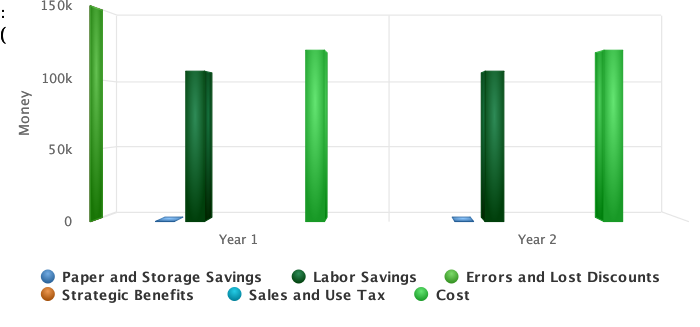 :
(
150k
100k
50k
0
Money
Year 1 Year 2
Paper and Storage Savings Labor Savings Errors and Lost Discounts
Strategic Benefits Sales and Use Tax Cost